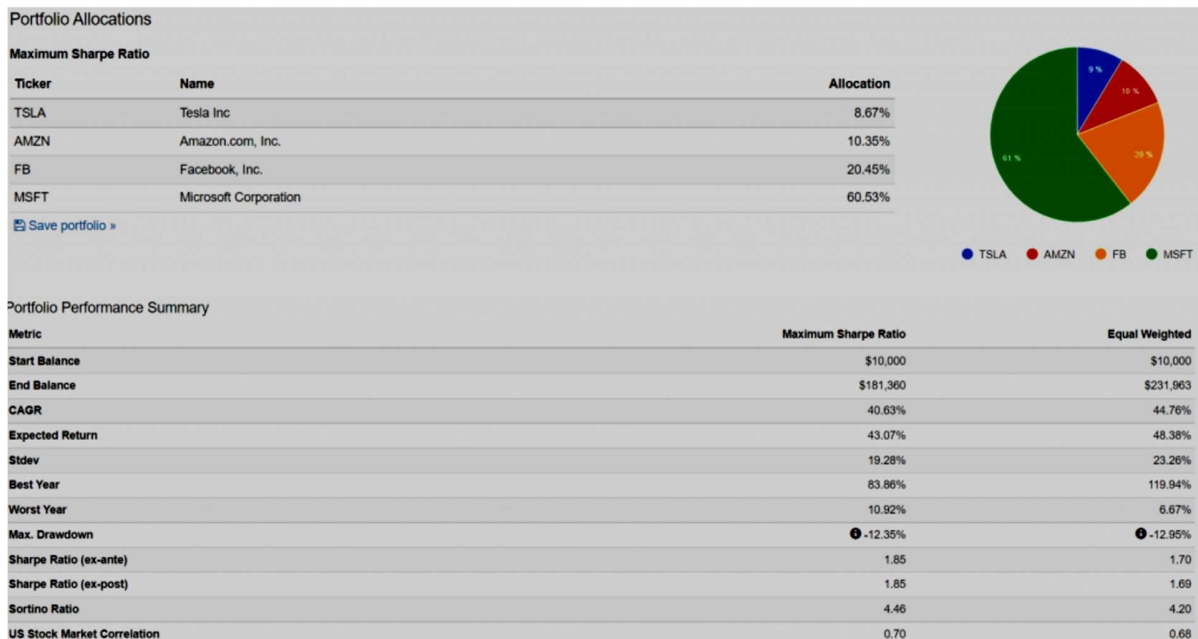 Portfolio Allocations
Maximum Sharpe Ratio
Ticker Name Allocation
TSLA Tesla Inc 8.67%
AMZN Amazon.com, Inc. 10.35%
FB Facebook, Inc. 20.45%
MSFT Microsoft Corporation 60.53%
Save portfolio »
9 %
10 %
20 %
61 %
TSLA AMZN FB MSFT
Portfolio Performance Summary
Metric Maximum Sharpe Ratio Equal Weighted
Start Balance $10,000 $10,000
End Balance $181,360 $231,963
CAGR 40.63% 44.76%
Expected Return 43.07% 48.38%
Stdev 19.28% 23.26%
Best Year 83.86% 119.94%
Worst Year 10.92% 6.67%
Max. Drawdown -12.35% -12.95%
Sharpe Ratio (ex-ante) 1.85 1.70
Sharpe Ratio (ex-post) 1.85 1.69
Sortino Ratio 4.46 4.20
US Stock Market Correlation 0.70 0.68